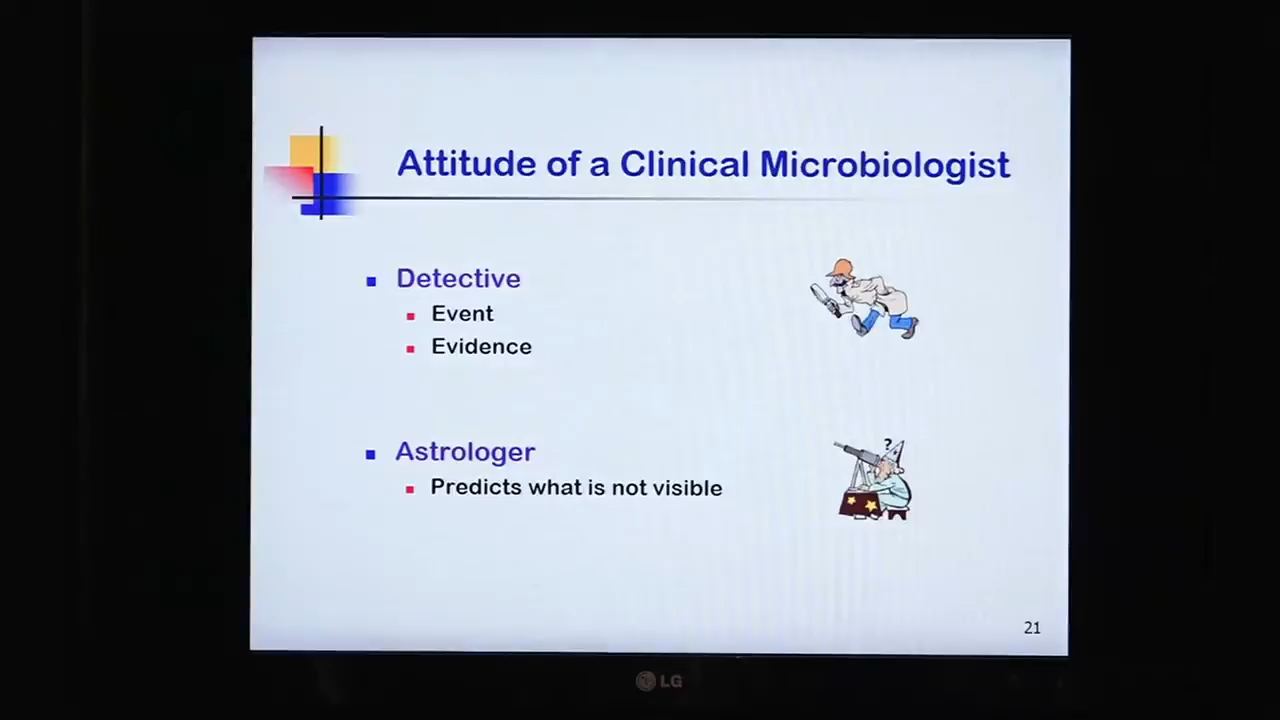 Attitude of a Clinical Microbiologist
Detective
Event
Evidence
Astrologer
?
Predicts what is not visible
21
LG